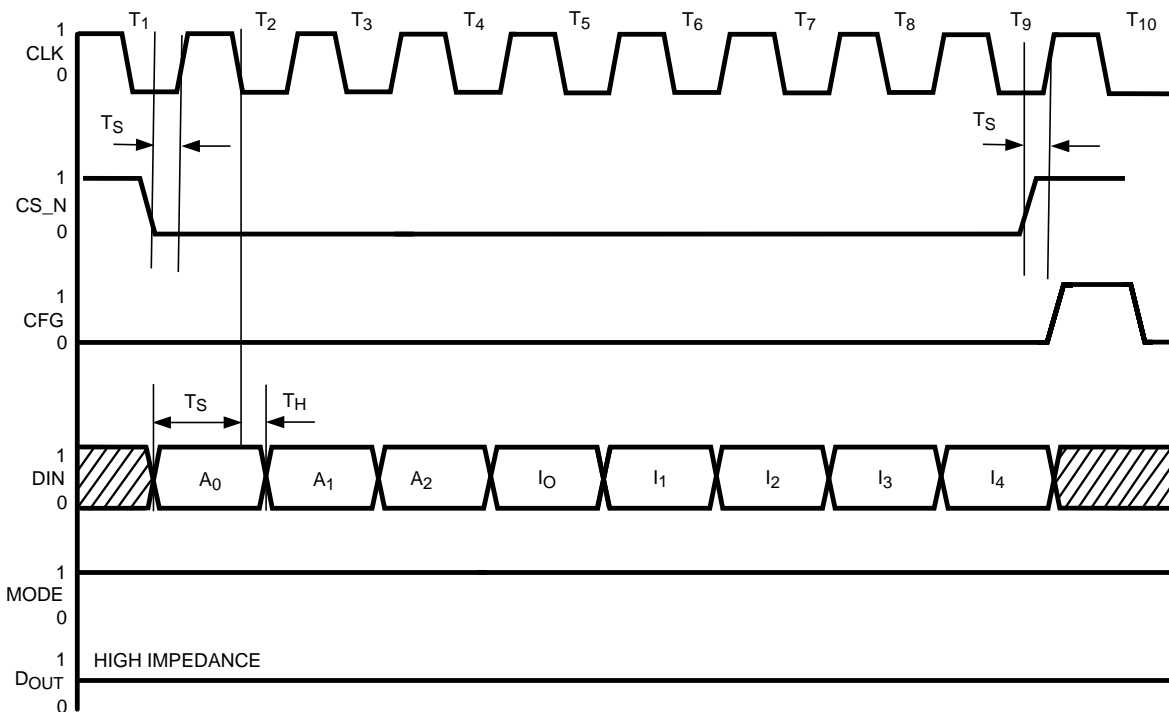 T1 T2 T3 T4 T5 T6 T7 T8 T9 T10
1
CLK
0
TS TS
1
CS_N
0
1
CFG
0
TS TH
1
DIN
0
A0 A1 A2 IO I1 I2 I3 I4
1
MODE
0
1
DOUT
0
HIGH IMPEDANCE